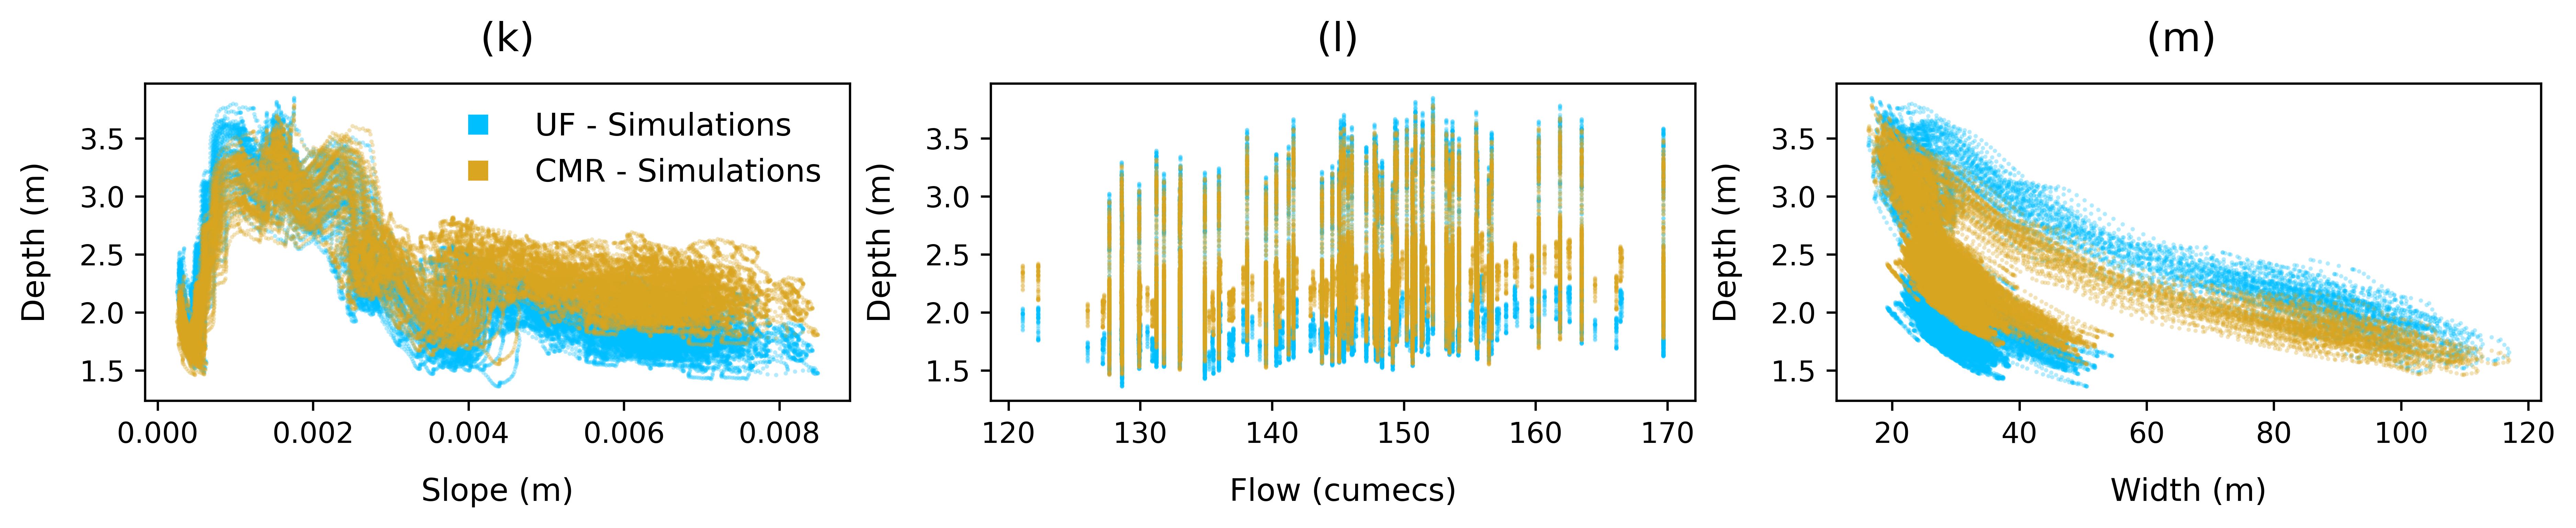 (k)
Depth (m)
3.5
3.0
2.5
2.0
1.5
UF - Simulations
CMR - Simulations
0.000 0.002 0.004 0.006 0.008
Slope (m)
(l)
Depth (m)
3.5
3.0
2.5
2.0
1.5
120 130 140 150 160 170
Flow (cumecs)
(m)
Depth (m)
3.5
3.0
2.5
2.0
1.5
20 40 60 80 100 120
Width (m)